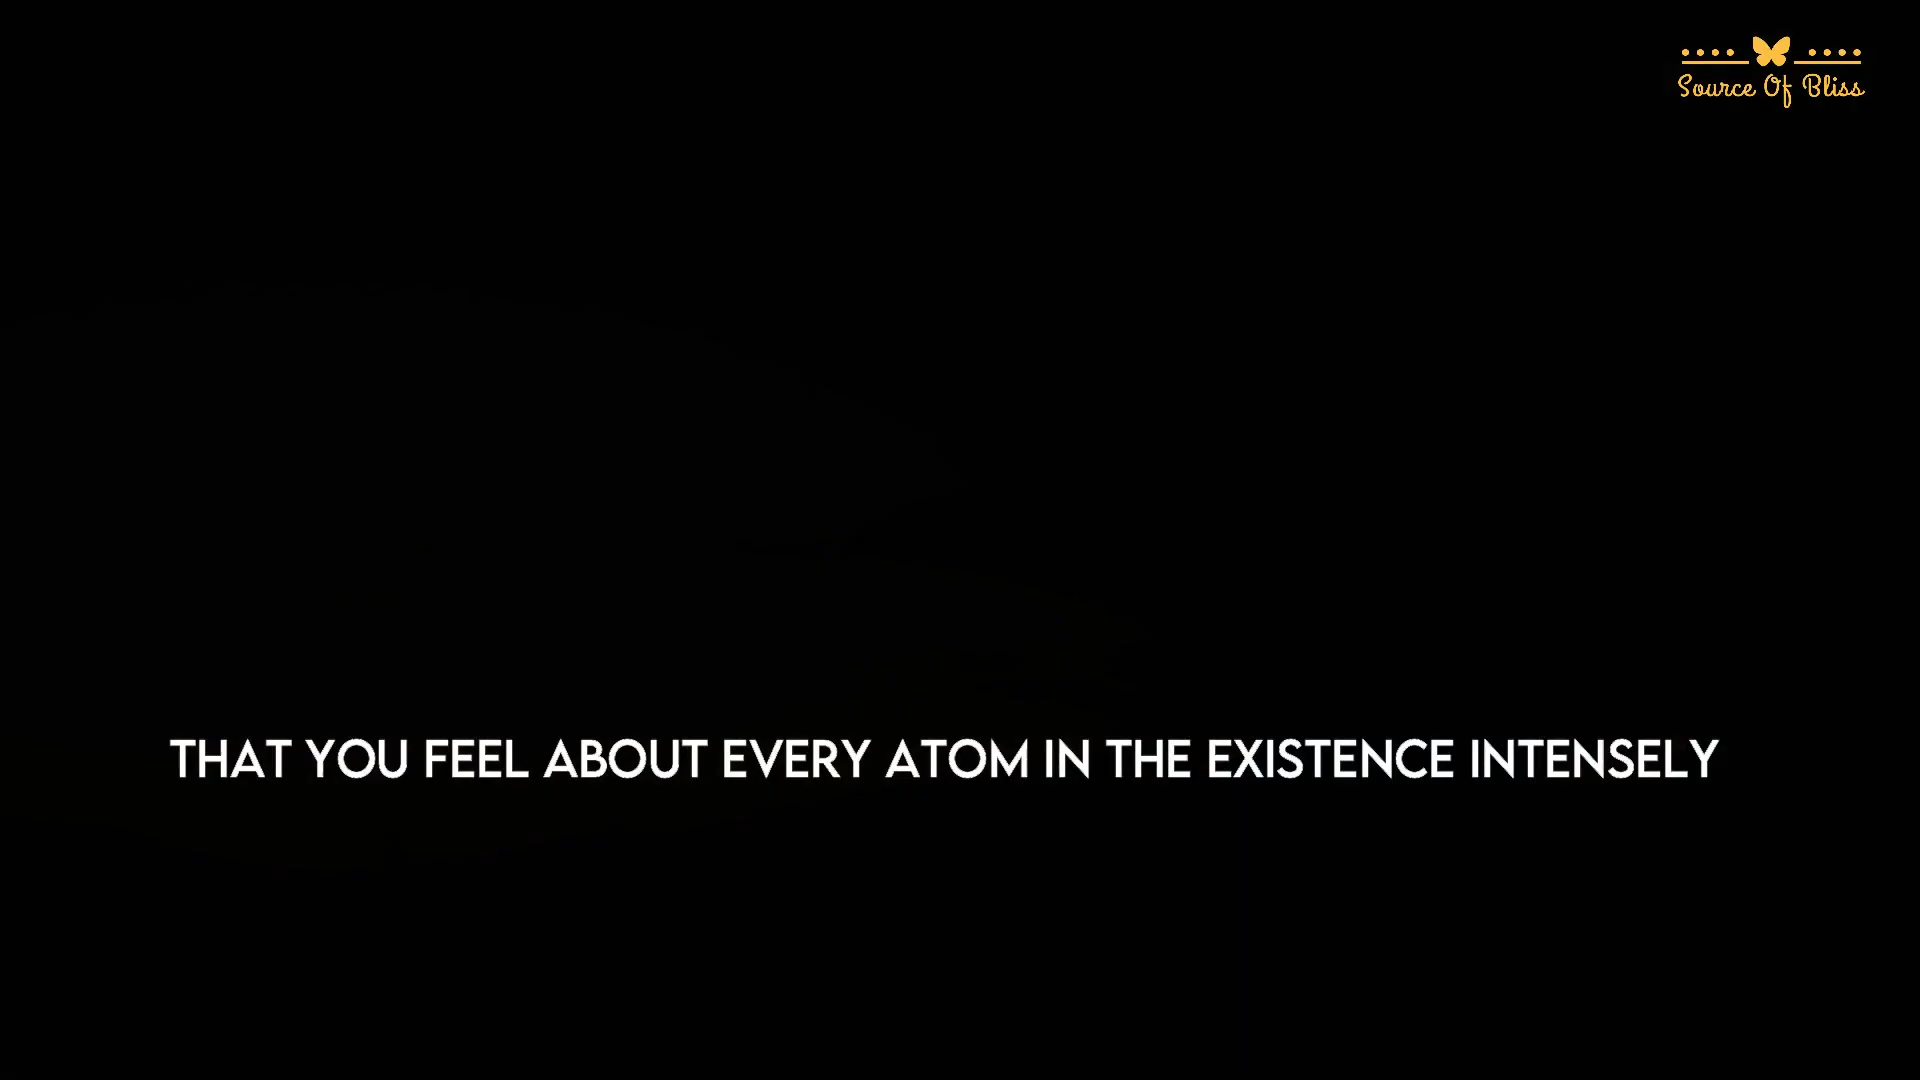 Source Of Bliss
THAT YOU FEEL ABOUT EVERY ATOM IN THE EXISTENCE INTENSELY